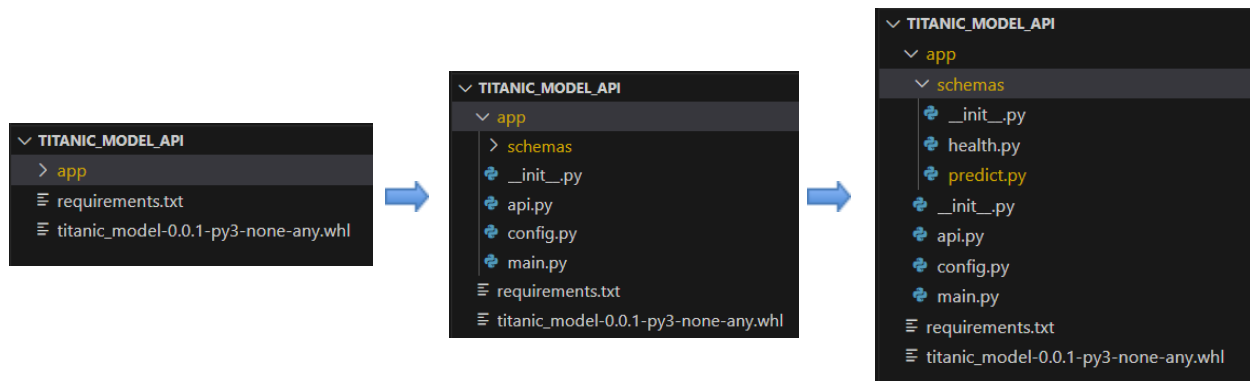 TITANIC_MODEL_API
app
requirements.txt
titanic_model-0.0.1-py3-none-any.whl
TITANIC_MODEL_API
app
schemas
__init__.py
api.py
config.py
main.py
requirements.txt
titanic_model-0.0.1-py3-none-any.whl
TITANIC_MODEL_API
app
schemas
__init__.py
health.py
predict.py
__init__.py
api.py
config.py
main.py
requirements.txt
titanic_model-0.0.1-py3-none-any.whl